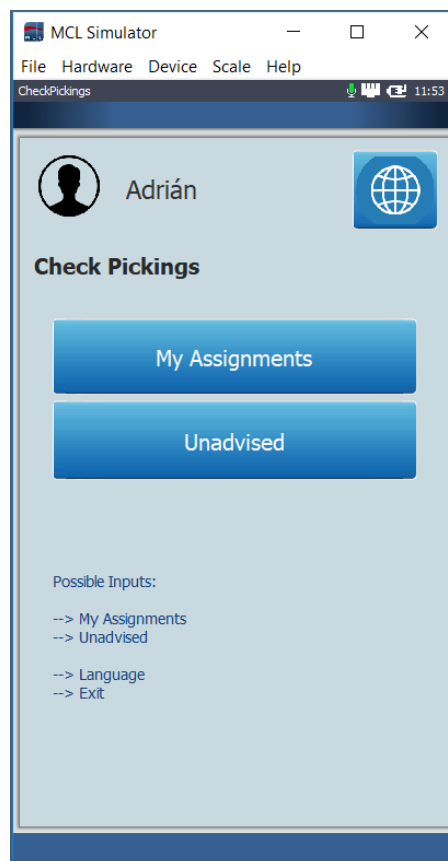 MCL Simulator
File Hardware Device Scale Help
CheckPickings 11:53
Adrián
Check Pickings
My Assignments
Unadvised
Possible Inputs:
--> My Assignments
--> Unadvised
--> Language
--> Exit